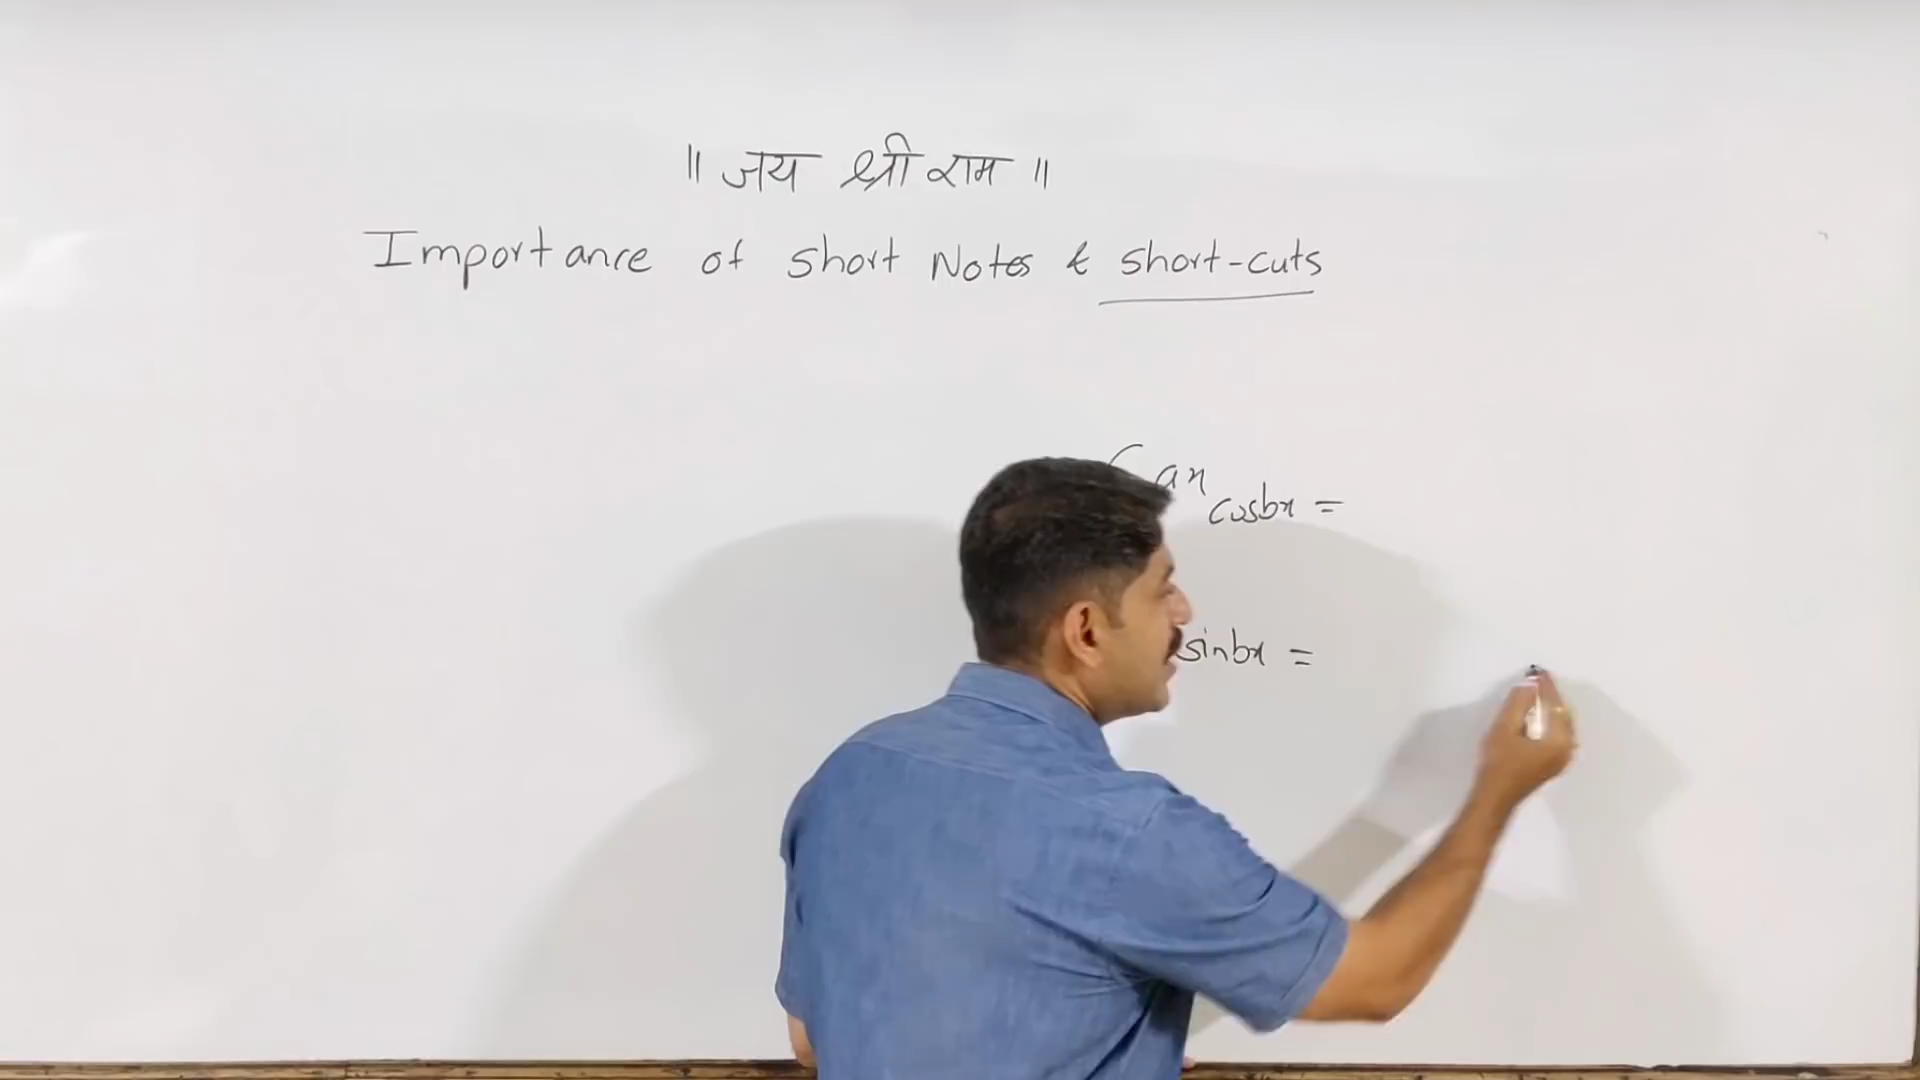 ॥ जय श्री राम ॥
Importance of short Notes & short-cuts
ax cosbx =
sinbx =